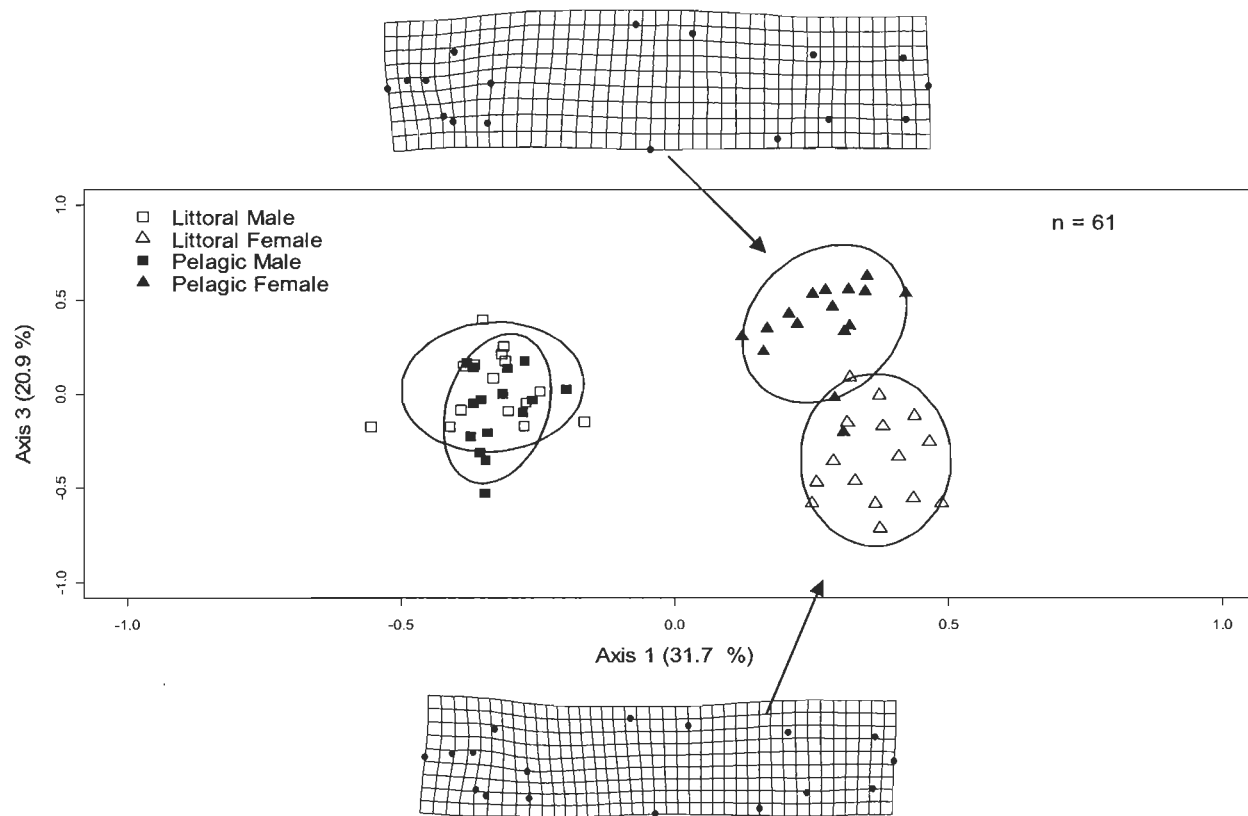 Littoral Male
Littoral Female
Pelagic Male
Pelagic Female
n = 61
1.0
0.5
0.0
-0.5
-1.0
Axis 3 (20.9 %)
-1.0
-0.5
0.0
0.5
1.0
Axis 1 (31.7 %)